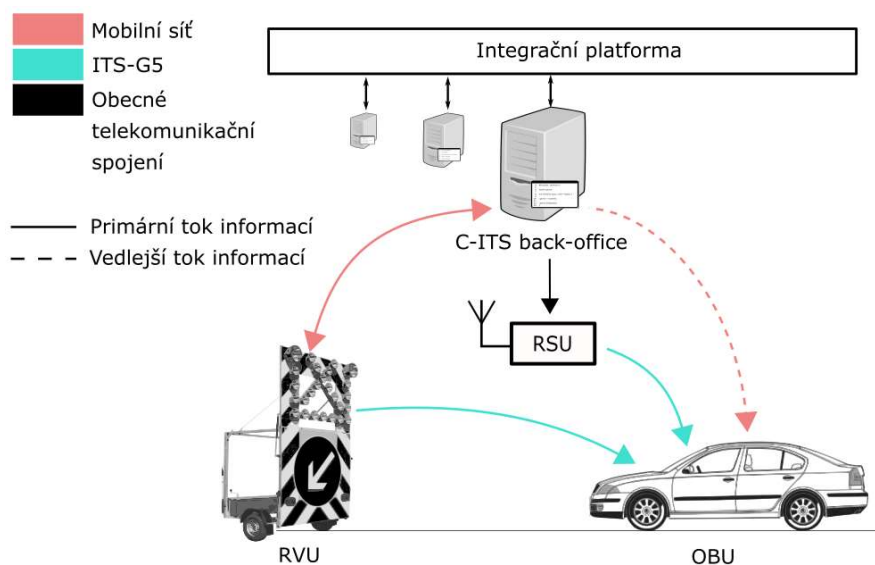 Mobilní síť
ITS-G5
Obecné
telekomunikační
spojení
Primární tok informací
Vedlejší tok informací
Integrační platforma
C-ITS back-office
RSU
RVU
OBU